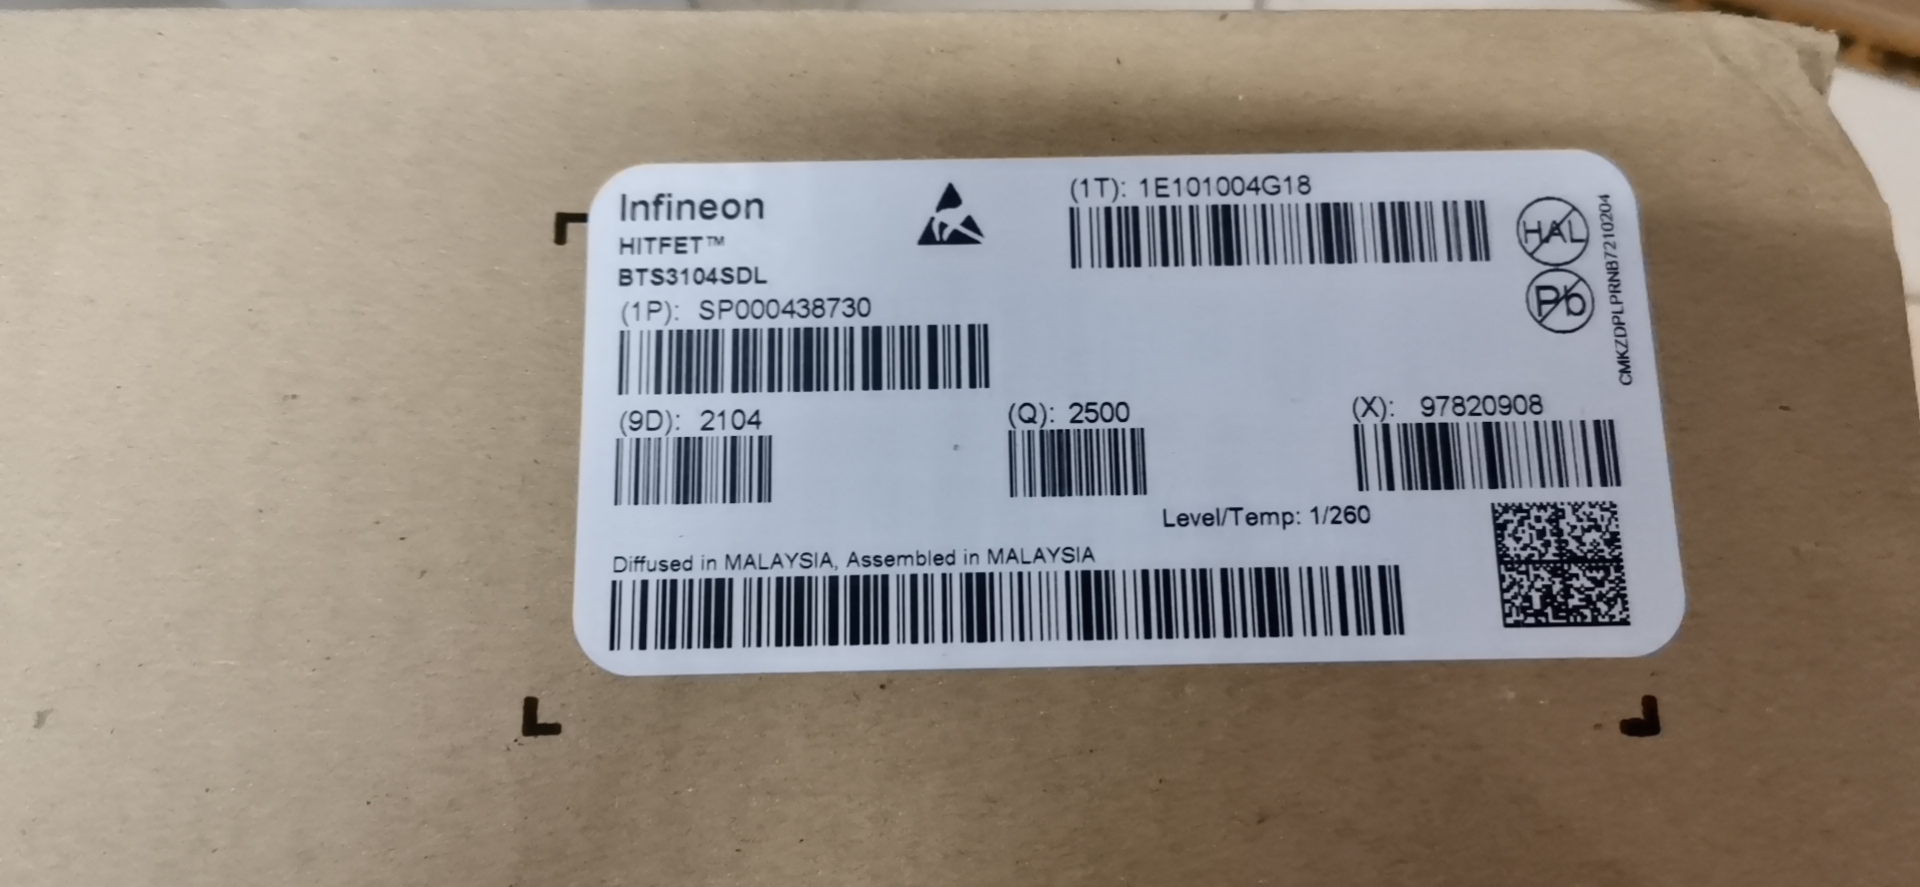 Infineon
HITFET™
BTS3104SDL
(1P): SP000438730
(1T): 1E101004G18
HAL
Pb
CMKZDPLPRNB7210204
(9D): 2104
(Q): 2500
(X): 97820908
Level/Temp: 1/260
Diffused in MALAYSIA, Assembled in MALAYSIA